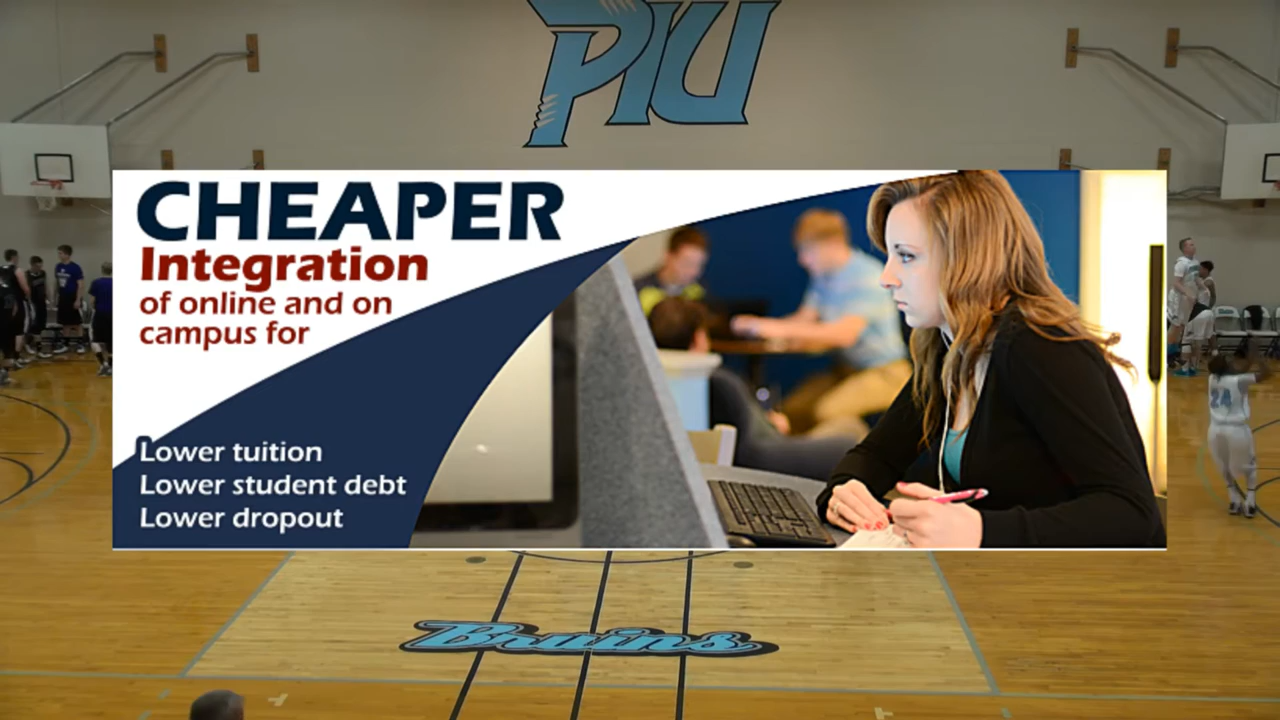 PIU
CHEAPER
Integration
of online and on
campus for
Lower tuition
Lower student debt
Lower dropout
24
Bruins